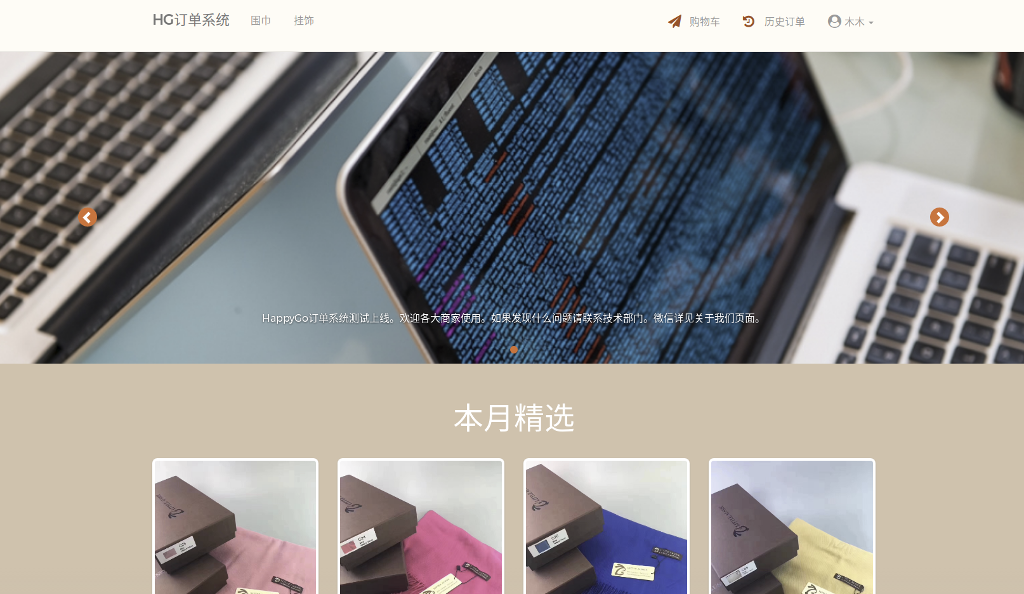 HG订单系统 围巾 挂饰 购物车 历史订单 木木
HappyGo订单系统测试上线。欢迎各大商家使用。如果发现什么问题请联系技术部门。微信详见关于我们页面。
本月精选